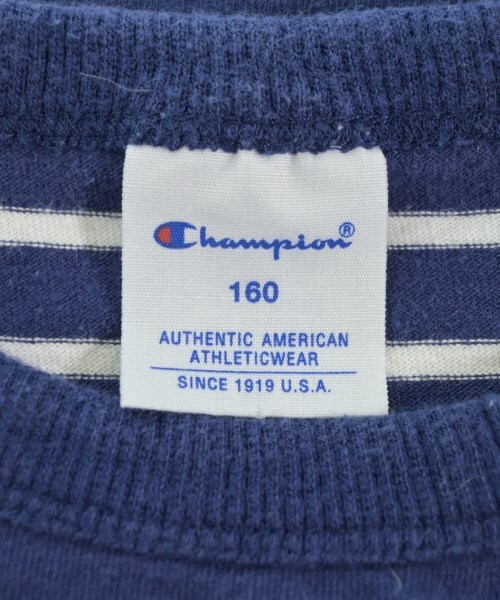 Champion®
160
AUTHENTIC AMERICAN
ATHLETICWEAR
SINCE 1919 U.S.A.